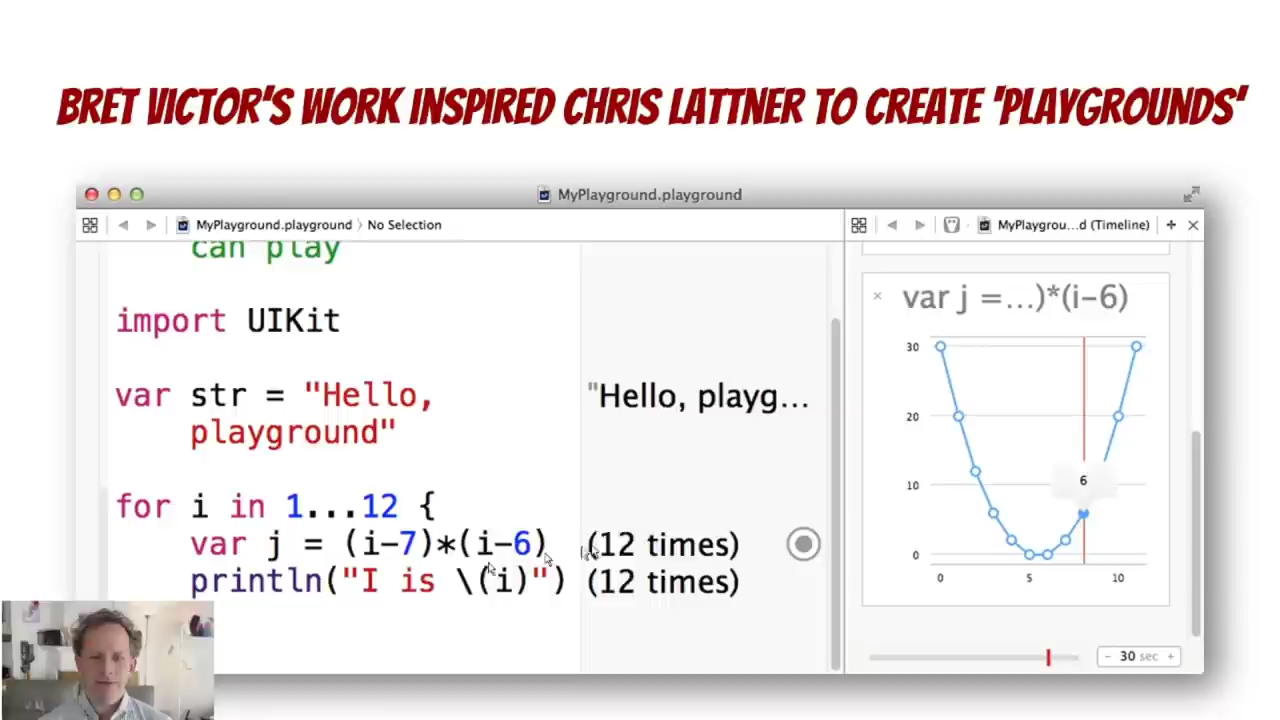 BRET VICTOR'S WORK INSPIRED CHRIS LATTNER TO CREATE 'PLAYGROUNDS'
MyPlayground.playground
MyPlayground.playground 〉 No Selection
MyPlaygrou...d (Timeline)
can play
import UIKit
var str = "Hello,
playground"
"Hello, playg...
for i in 1...12 {
var j = (i-7)*(i-6)
(12 times)
println("I is \(i)")
(12 times)
var j =...)*(i-6)
30
20
10
0
6
0
5
10
- 30 sec +